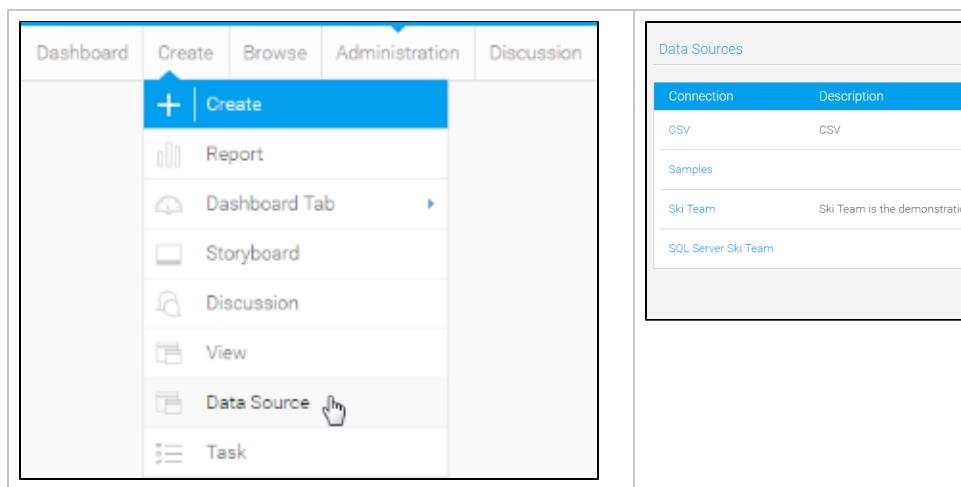 Dashboard Create Browse Administration Discussion
Create
Report
Dashboard Tab
Storyboard
Discussion
View
Data Source
Task
Data Sources
Connection Description
CSV CSV
Samples
Ski Team Ski Team is the demonstratio
SQL Server Ski Team